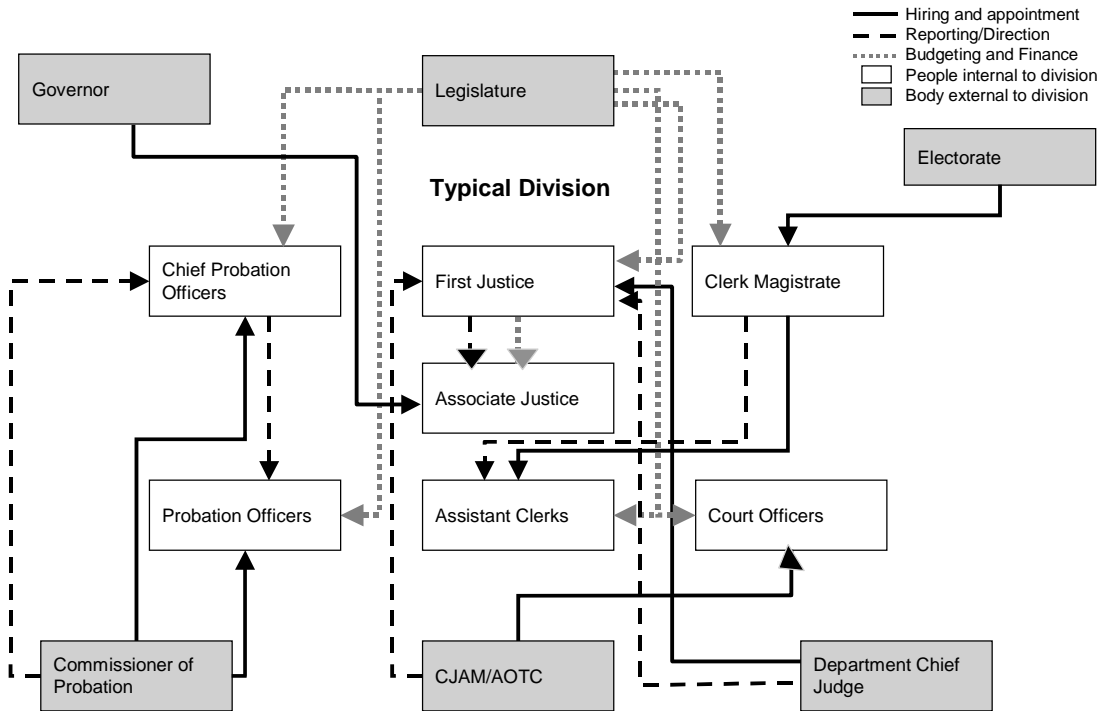 Hiring and appointment
Reporting/Direction
Budgeting and Finance
People internal to division
Body external to division
Governor
Legislature
Electorate
Typical Division
Chief Probation
Officers
First Justice
Clerk Magistrate
Associate Justice
Probation Officers
Assistant Clerks
Court Officers
Commissioner of
Probation
CJAM/AOTC
Department Chief
Judge